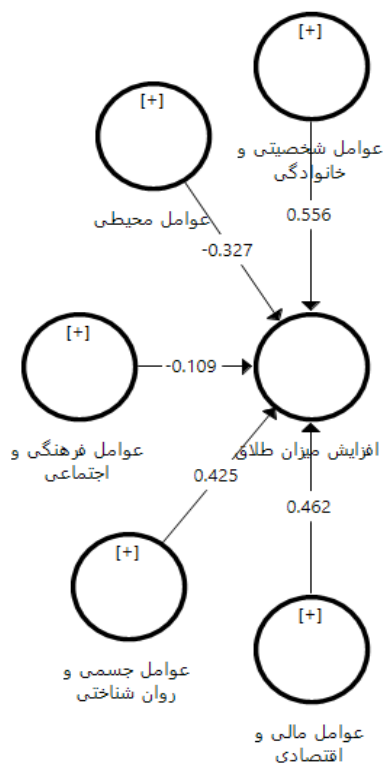 [+]
عوامل شخصیتی و
خانوادگی
[+]
عوامل محیطی
0.556
-0.327
[+]
عوامل فرهنگی و
اجتماعی
-0.109
افزایش میزان طلاق
0.425
0.462
[+]
عوامل جسمی و
روان شناختی
[+]
عوامل مالی و
اقتصادی